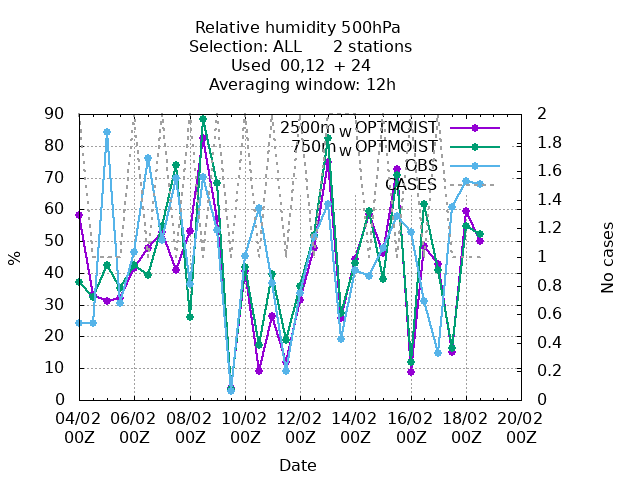 Relative humidity 500hPa
Selection: ALL 2 stations
Used 00,12 + 24
Averaging window: 12h
90 2
80 1.8
70 1.6
60 1.4
50 1.2
40 1
30 0.8
20 0.6
10 0.4
0 0.2
0
2500m w OPTMOIST
750m w OPTMOIST
OBS
CASES
%
No cases
04/02 06/02 08/02 10/02 12/02 14/02 16/02 18/02 20/02
00Z 00Z 00Z 00Z 00Z 00Z 00Z 00Z 00Z
Date